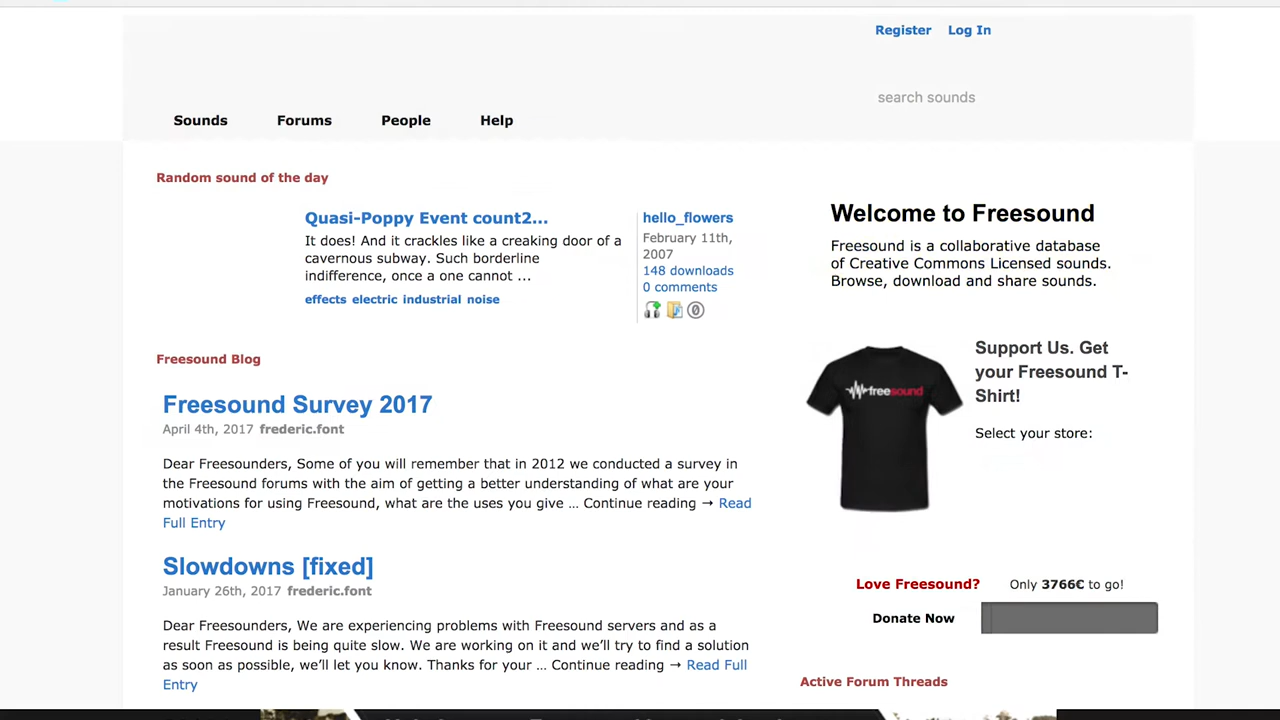 Register Log In
search sounds
Sounds Forums People Help
Random sound of the day
Quasi-Poppy Event count2...
It does! And it crackles like a creaking door of a
cavernous subway. Such borderline
indifference, once a one cannot ...
effects electric industrial noise
hello_flowers
February 11th,
2007
148 downloads
0 comments
0
Freesound Blog
Freesound Survey 2017
April 4th, 2017 frederic.font
Dear Freesounders, Some of you will remember that in 2012 we conducted a survey in
the Freesound forums with the aim of getting a better understanding of what are your
motivations for using Freesound, what are the uses you give … Continue reading → Read
Full Entry
Slowdowns [fixed]
January 26th, 2017 frederic.font
Dear Freesounders, We are experiencing problems with Freesound servers and as a
result Freesound is being quite slow. We are working on it and we’ll try to find a solution
as soon as possible, we’ll let you know. Thanks for your … Continue reading → Read Full
Entry
Welcome to Freesound
Freesound is a collaborative database
of Creative Commons Licensed sounds.
Browse, download and share sounds.
freesound
Support Us. Get
your Freesound T-
Shirt!
Select your store:
Love Freesound? Only 3766€ to go!
Donate Now
Active Forum Threads